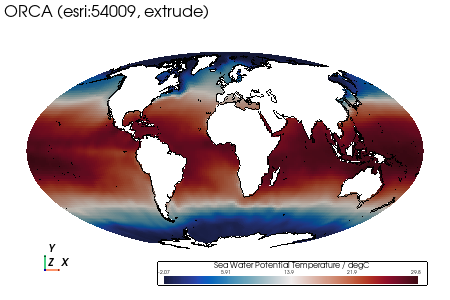 ORCA (esri:54009, extrude)
Y
Z X
Sea Water Potential Temperature / degC
-2.07 5.91 13.9 21.9 29.8